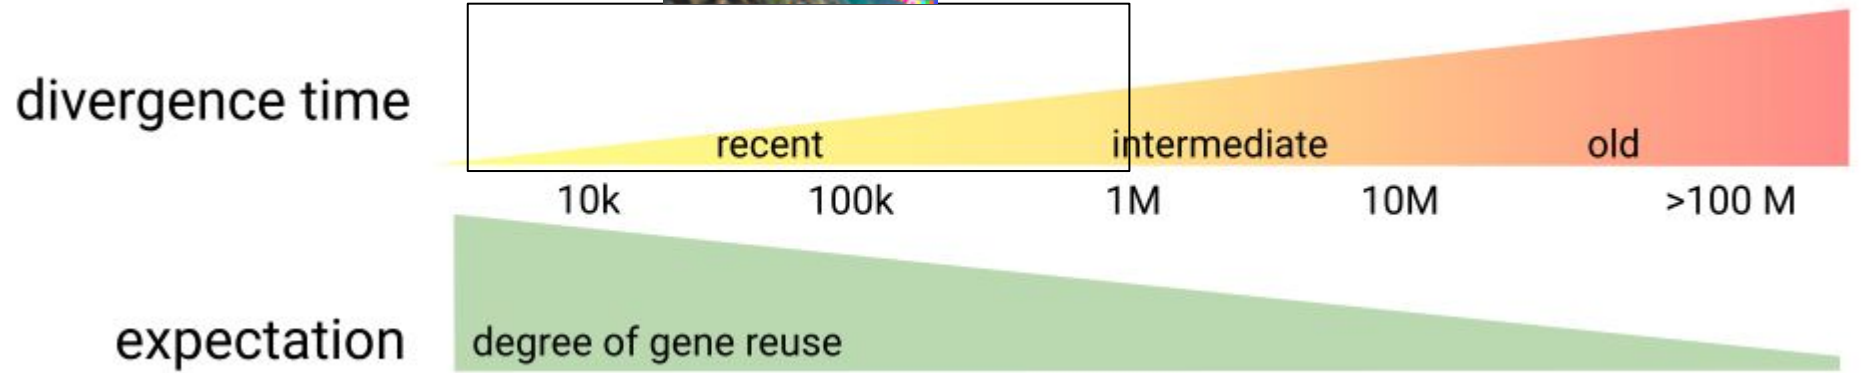 divergence time
recent intermediate old
10k 100k 1M 10M >100 M
expectation
degree of gene reuse